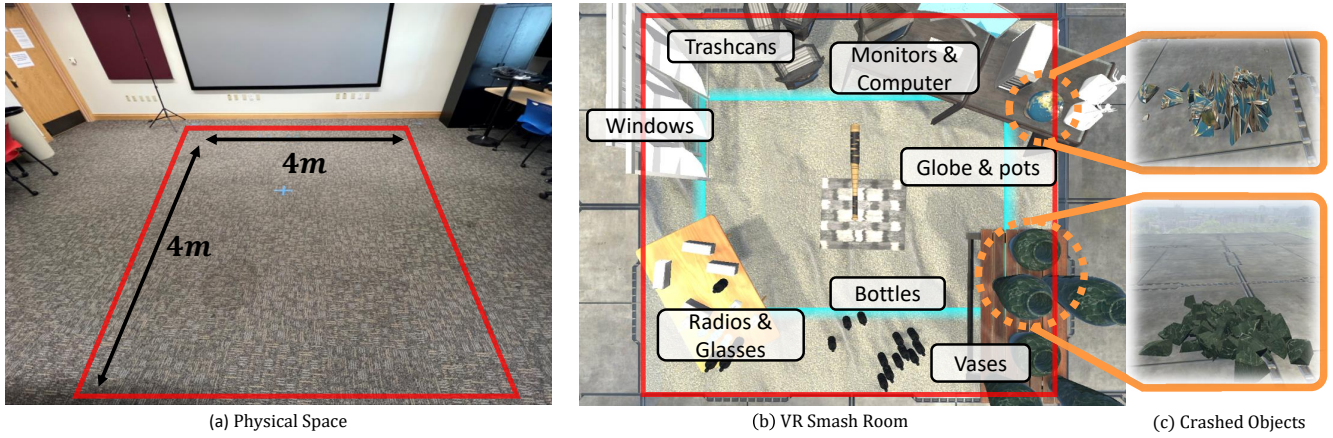 4m
4m
Trashcans
Monitors &
Computer
Windows
Globe & pots
Bottles
Radios &
Glasses
Vases
(a) Physical Space
(b) VR Smash Room
(c) Crashed Objects